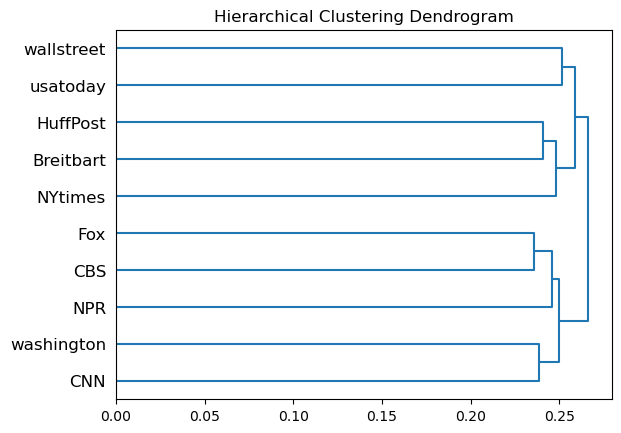 Hierarchical Clustering Dendrogram
wallstreet
usatoday
HuffPost
Breitbart
NYtimes
Fox
CBS
NPR
washington
CNN
0.00 0.05 0.10 0.15 0.20 0.25